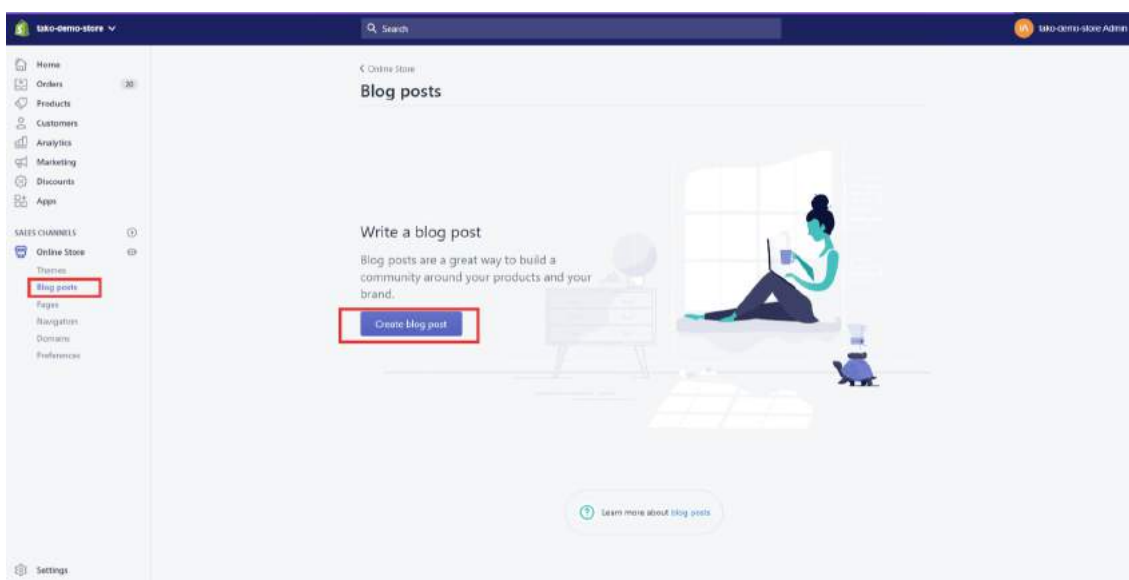 tako-demo-store
Search
tako-demo-store Admin
Home
Orders 20
Products
Customers
Analytics
Marketing
Discounts
Apps
SALES CHANNELS
Online Store
Themes
Blog posts
Pages
Navigation
Domains
Preferences
Settings
Online Store
Blog posts
Write a blog post
Blog posts are a great way to build a
community around your products and your
brand.
Create blog post
Learn more about blog posts